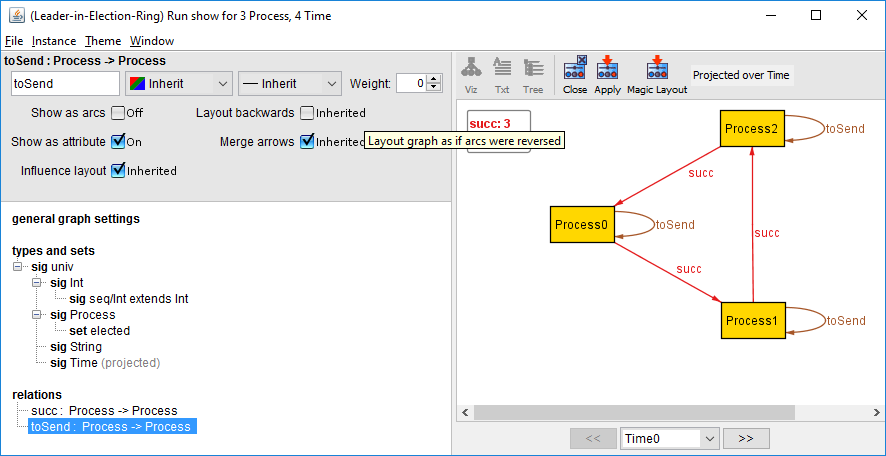 (Leader-in-Election-Ring) Run show for 3 Process, 4 Time
File Instance Theme Window
toSend : Process -> Process
toSend Inherit Inherit Weight: 0
Show as arcs Off Layout backwards Inherited
Show as attribute On Merge arrows Inherited
Influence layout Inherited
Layout graph as if arcs were reversed
general graph settings
types and sets
sig univ
sig Int
sig seq/Int extends Int
sig Process
set elected
sig String
sig Time (projected)
relations
succ : Process -> Process
toSend : Process -> Process
Viz Txt Tree Close Apply Magic Layout Projected over Time
succ: 3
Process2 toSend
succ
Process0 toSend
succ
succ
Process1 toSend
<< Time0 >>